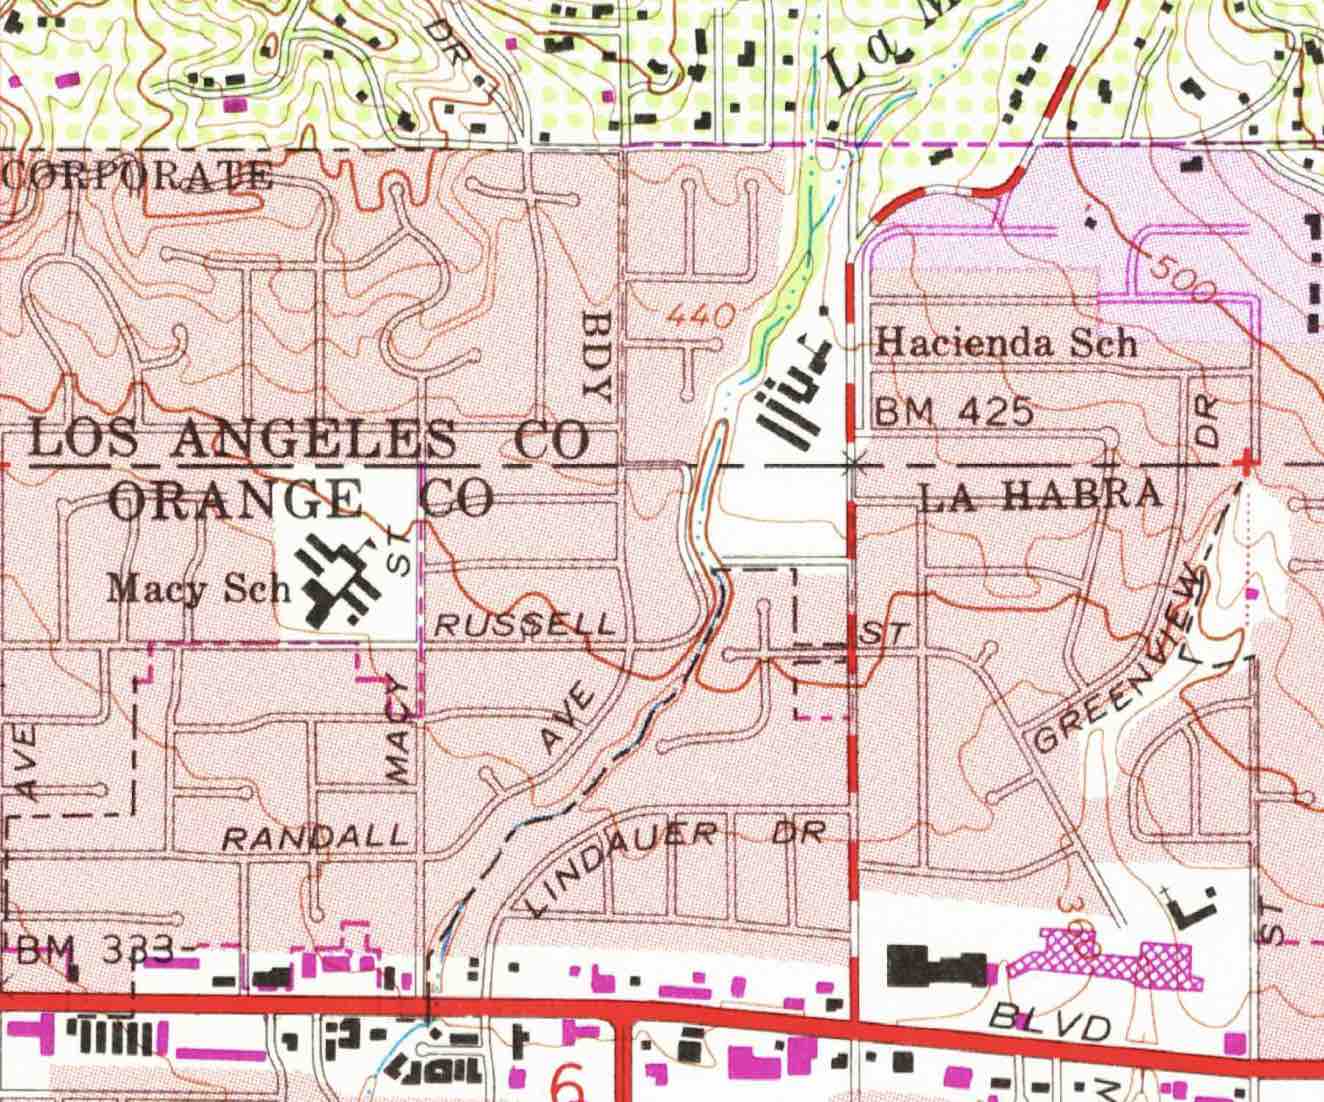 DR
La M
CORPORATE
500
440
BDY
Hacienda Sch
BM 425
DR
LOS ANGELES CO
ORANGE CO
LA HABRA
ST
Macy Sch
RUSSELL
ST
GREENVIEW
AVE
MACY
AVE
RANDALL
LINDAUER DR
ST
BM 333
BLVD
6